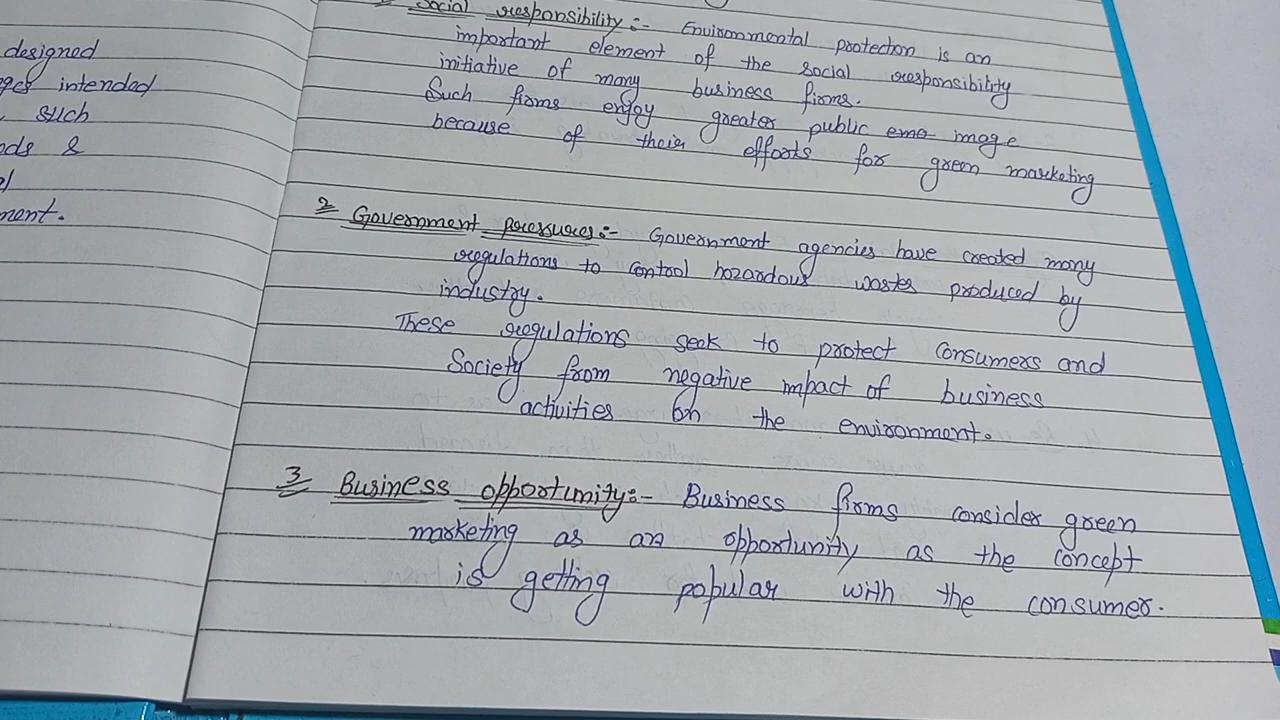 designed
ges intended
such
nds &
ment.
Social responsibility :- Environmental protection is an
important element of the social responsibility
initiative of many business firms.
Such firms enjoy greater public ema image
because of their efforts for green marketing
2 Government pressures :- Government agencies have created many
regulations to control hazardous wastes produced by
industry.
These regulations seek to protect consumers and
Society from negative impact of business
activities on the environment.
3 Business opportunity :- Business firms consider green
marketing as an opportunity as the concept
is getting popular with the consumer.